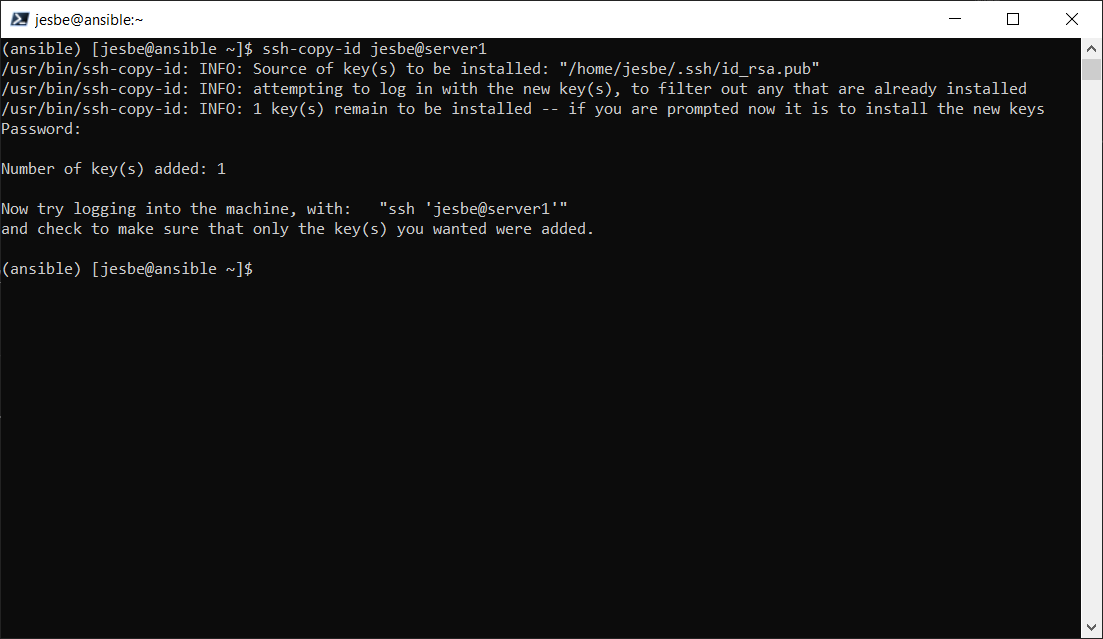 jesbe@ansible:~
(ansible) [jesbe@ansible ~]$ ssh-copy-id jesbe@server1
/usr/bin/ssh-copy-id: INFO: Source of key(s) to be installed: "/home/jesbe/.ssh/id_rsa.pub"
/usr/bin/ssh-copy-id: INFO: attempting to log in with the new key(s), to filter out any that are already installed
/usr/bin/ssh-copy-id: INFO: 1 key(s) remain to be installed -- if you are prompted now it is to install the new keys
Password:
Number of key(s) added: 1
Now try logging into the machine, with:   "ssh 'jesbe@server1'"
and check to make sure that only the key(s) you wanted were added.
(ansible) [jesbe@ansible ~]$